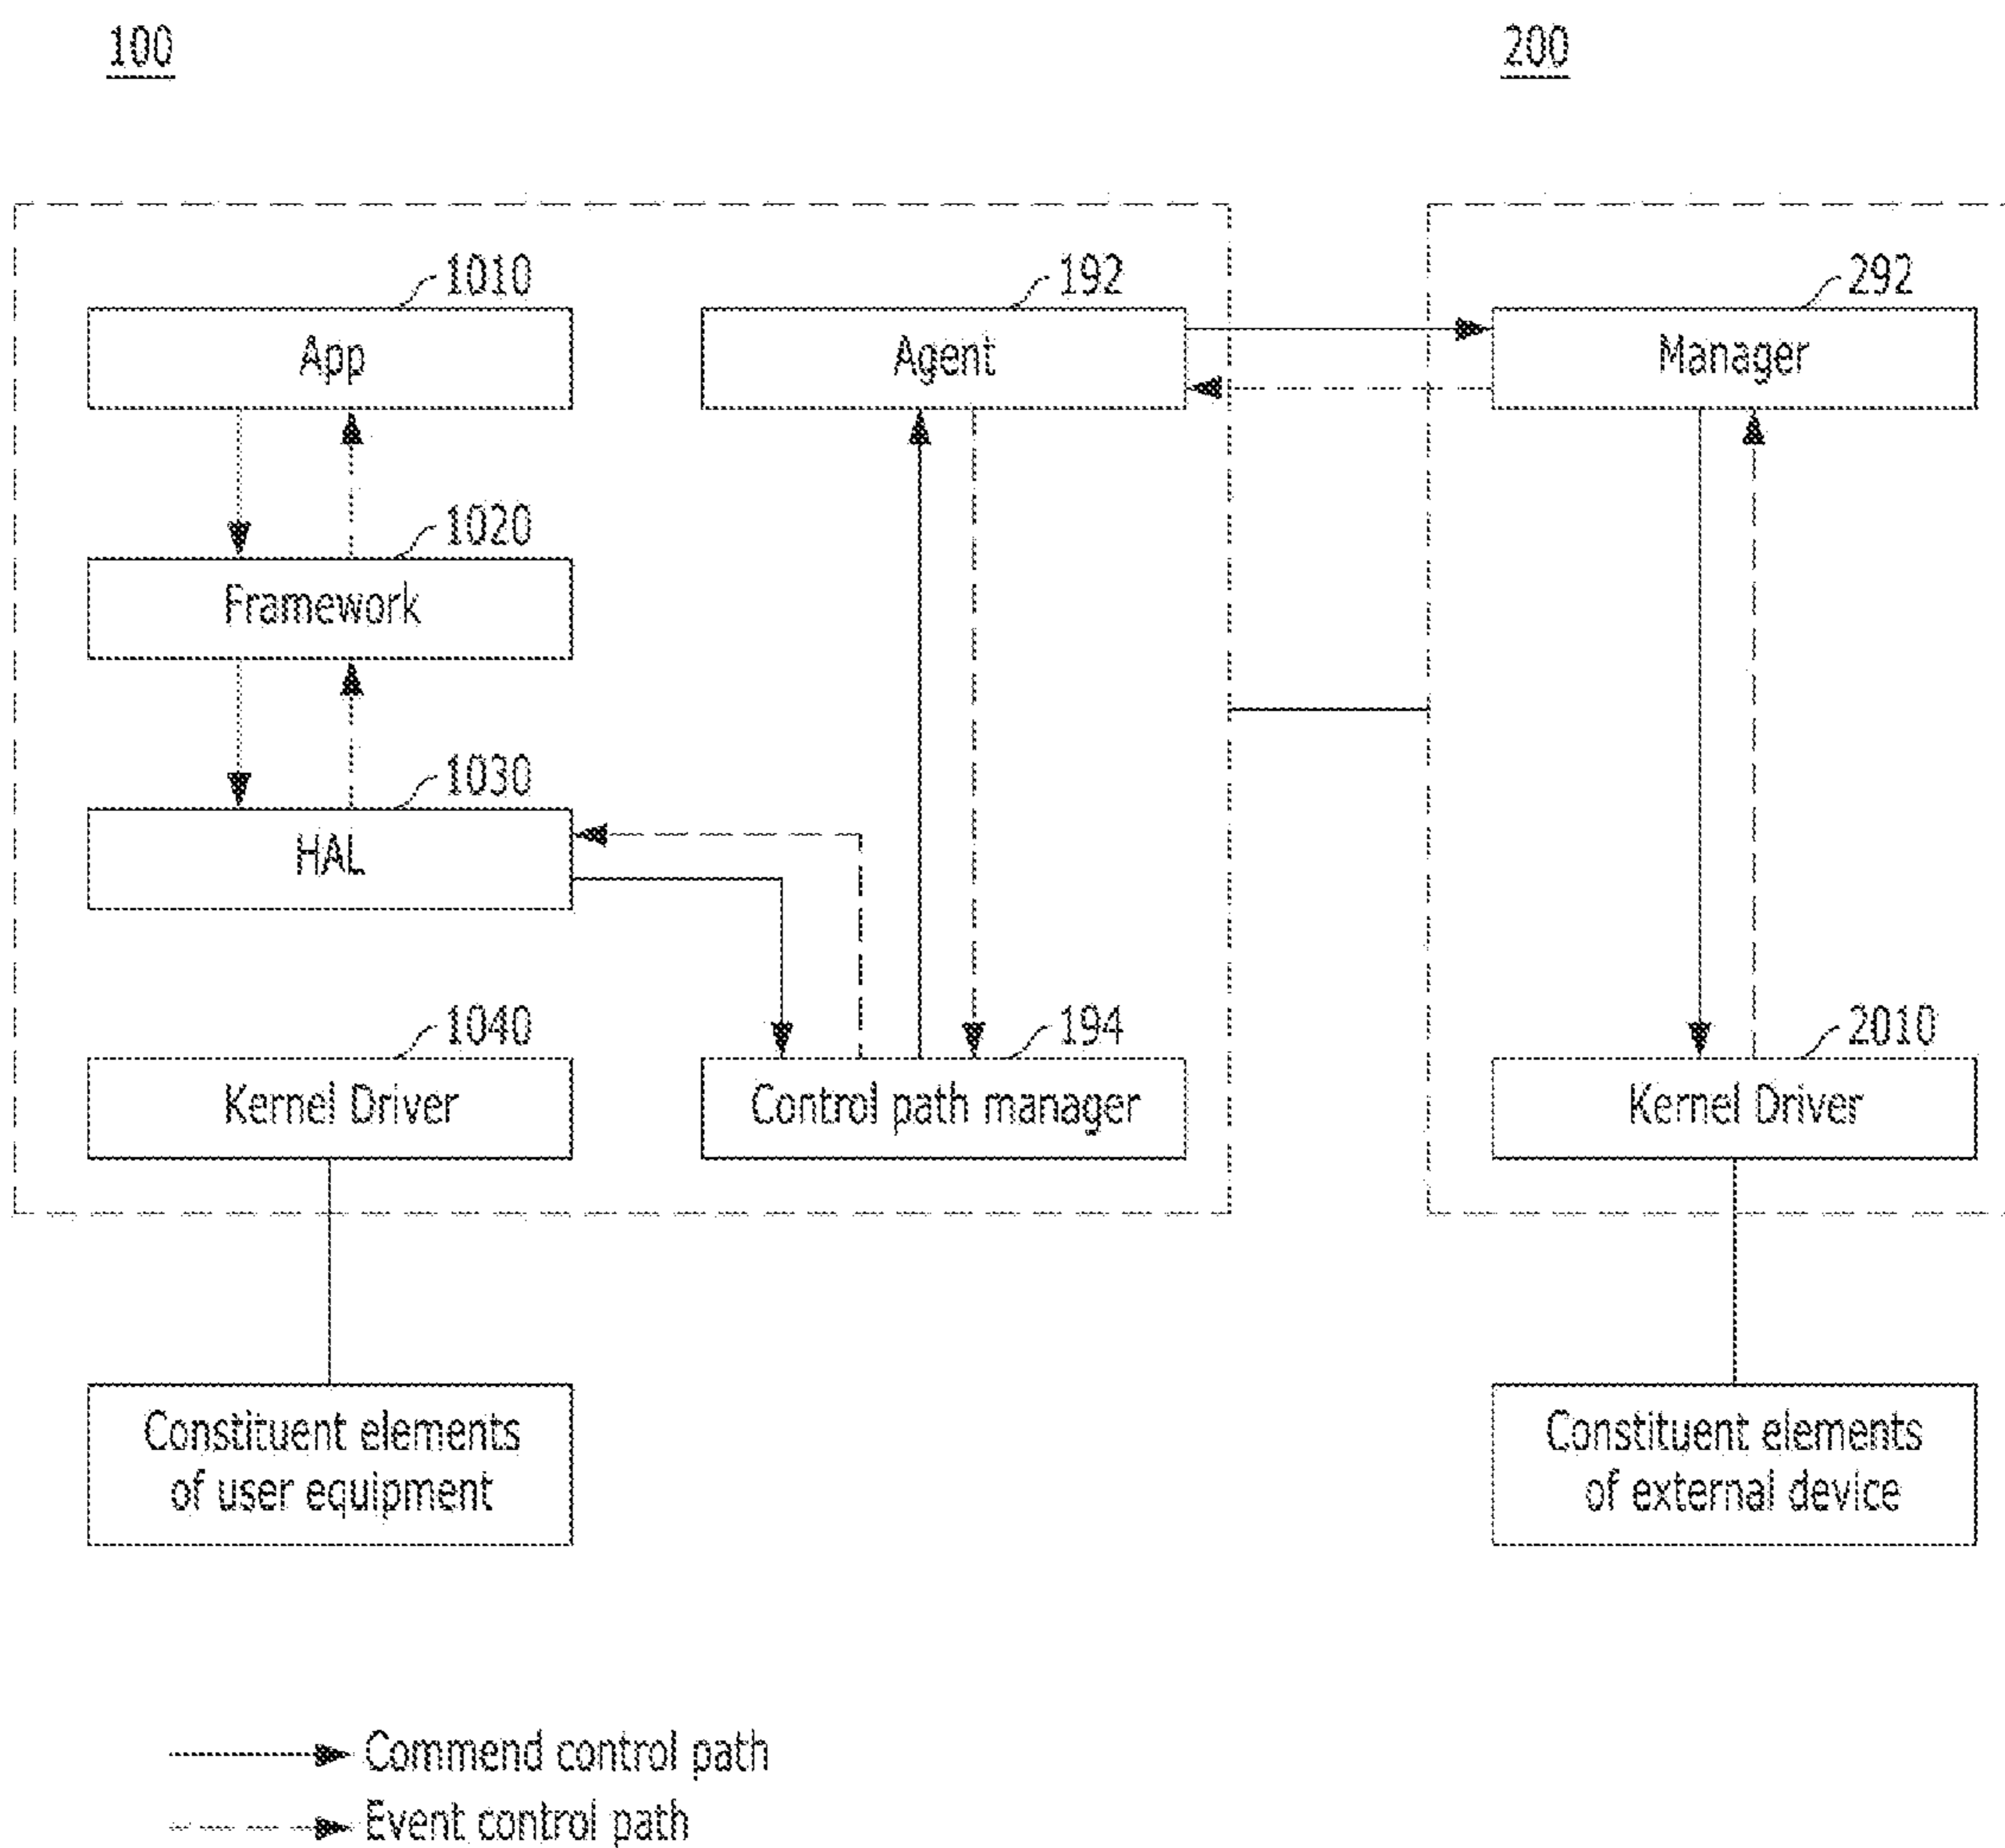 100
200
1010
192
292
App
Agent
Manager
1020
Framework
1030
HAL
1040
194
2010
Kernel Driver
Control path manager
Kernel Driver
Constituent elements
of user equipment
Constituent elements
of external device
Commend control path
Event control path